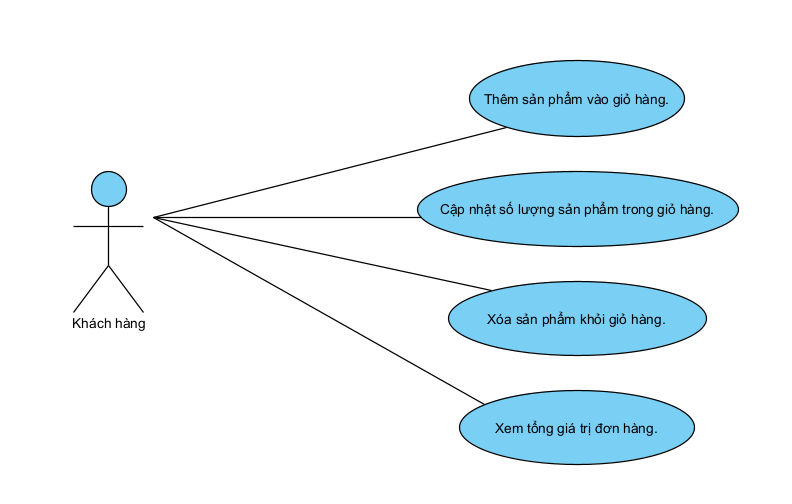 Thêm sản phẩm vào giỏ hàng.
Cập nhật số lượng sản phẩm trong giỏ hàng.
Xóa sản phẩm khỏi giỏ hàng.
Khách hàng
Xem tổng giá trị đơn hàng.